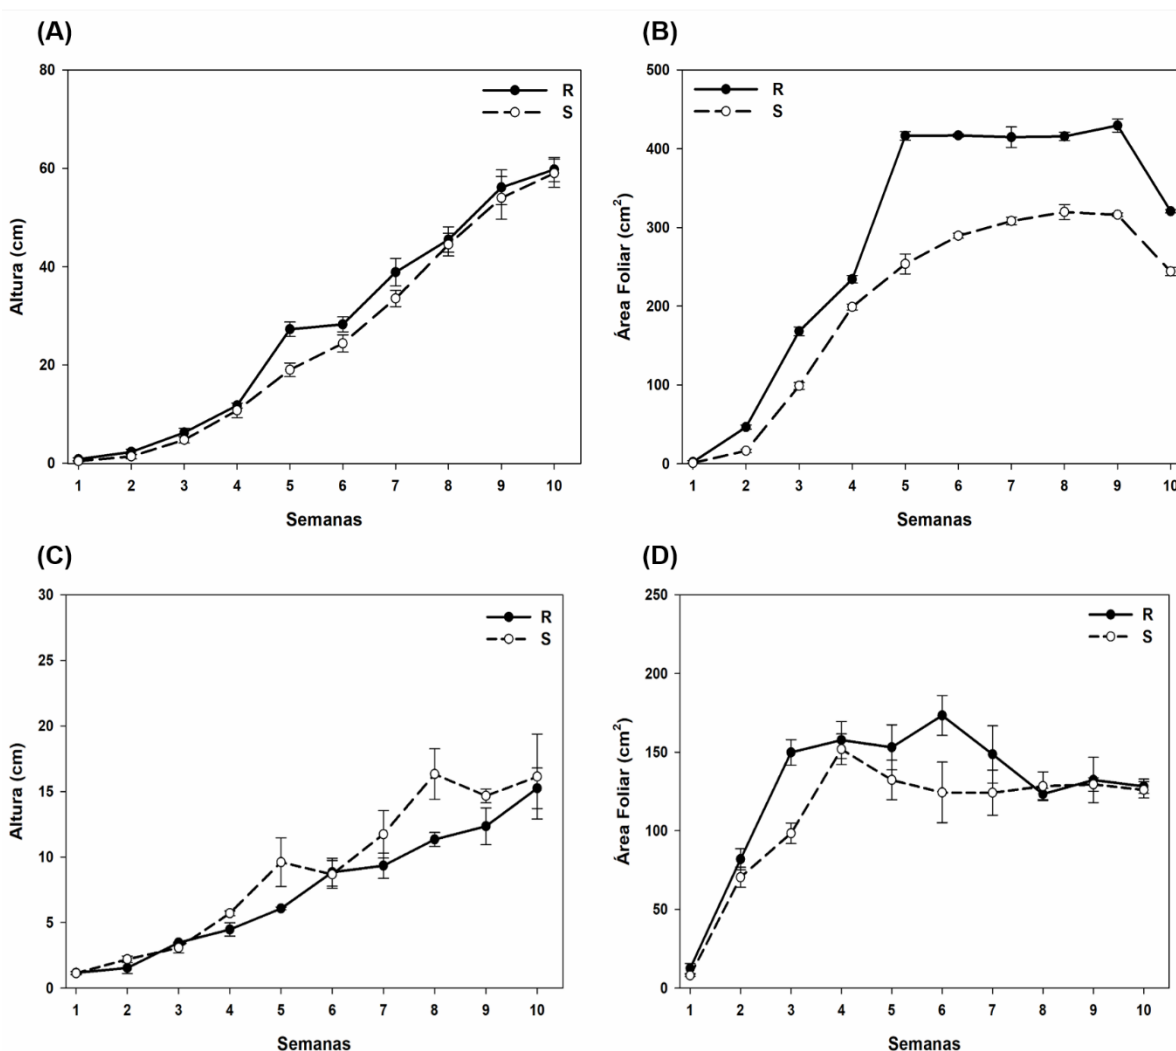 (A)
80
60
40
20
0
Altura (cm)
R
S
1 2 3 4 5 6 7 8 9 10
Semanas
(B)
500
400
300
200
100
0
Área Foliar (cm²)
R
S
1 2 3 4 5 6 7 8 9 10
Semanas
(C)
30
25
20
15
10
5
0
Altura (cm)
R
S
1 2 3 4 5 6 7 8 9 10
Semanas
(D)
250
200
150
100
50
0
Área Foliar (cm²)
R
S
1 2 3 4 5 6 7 8 9 10
Semanas